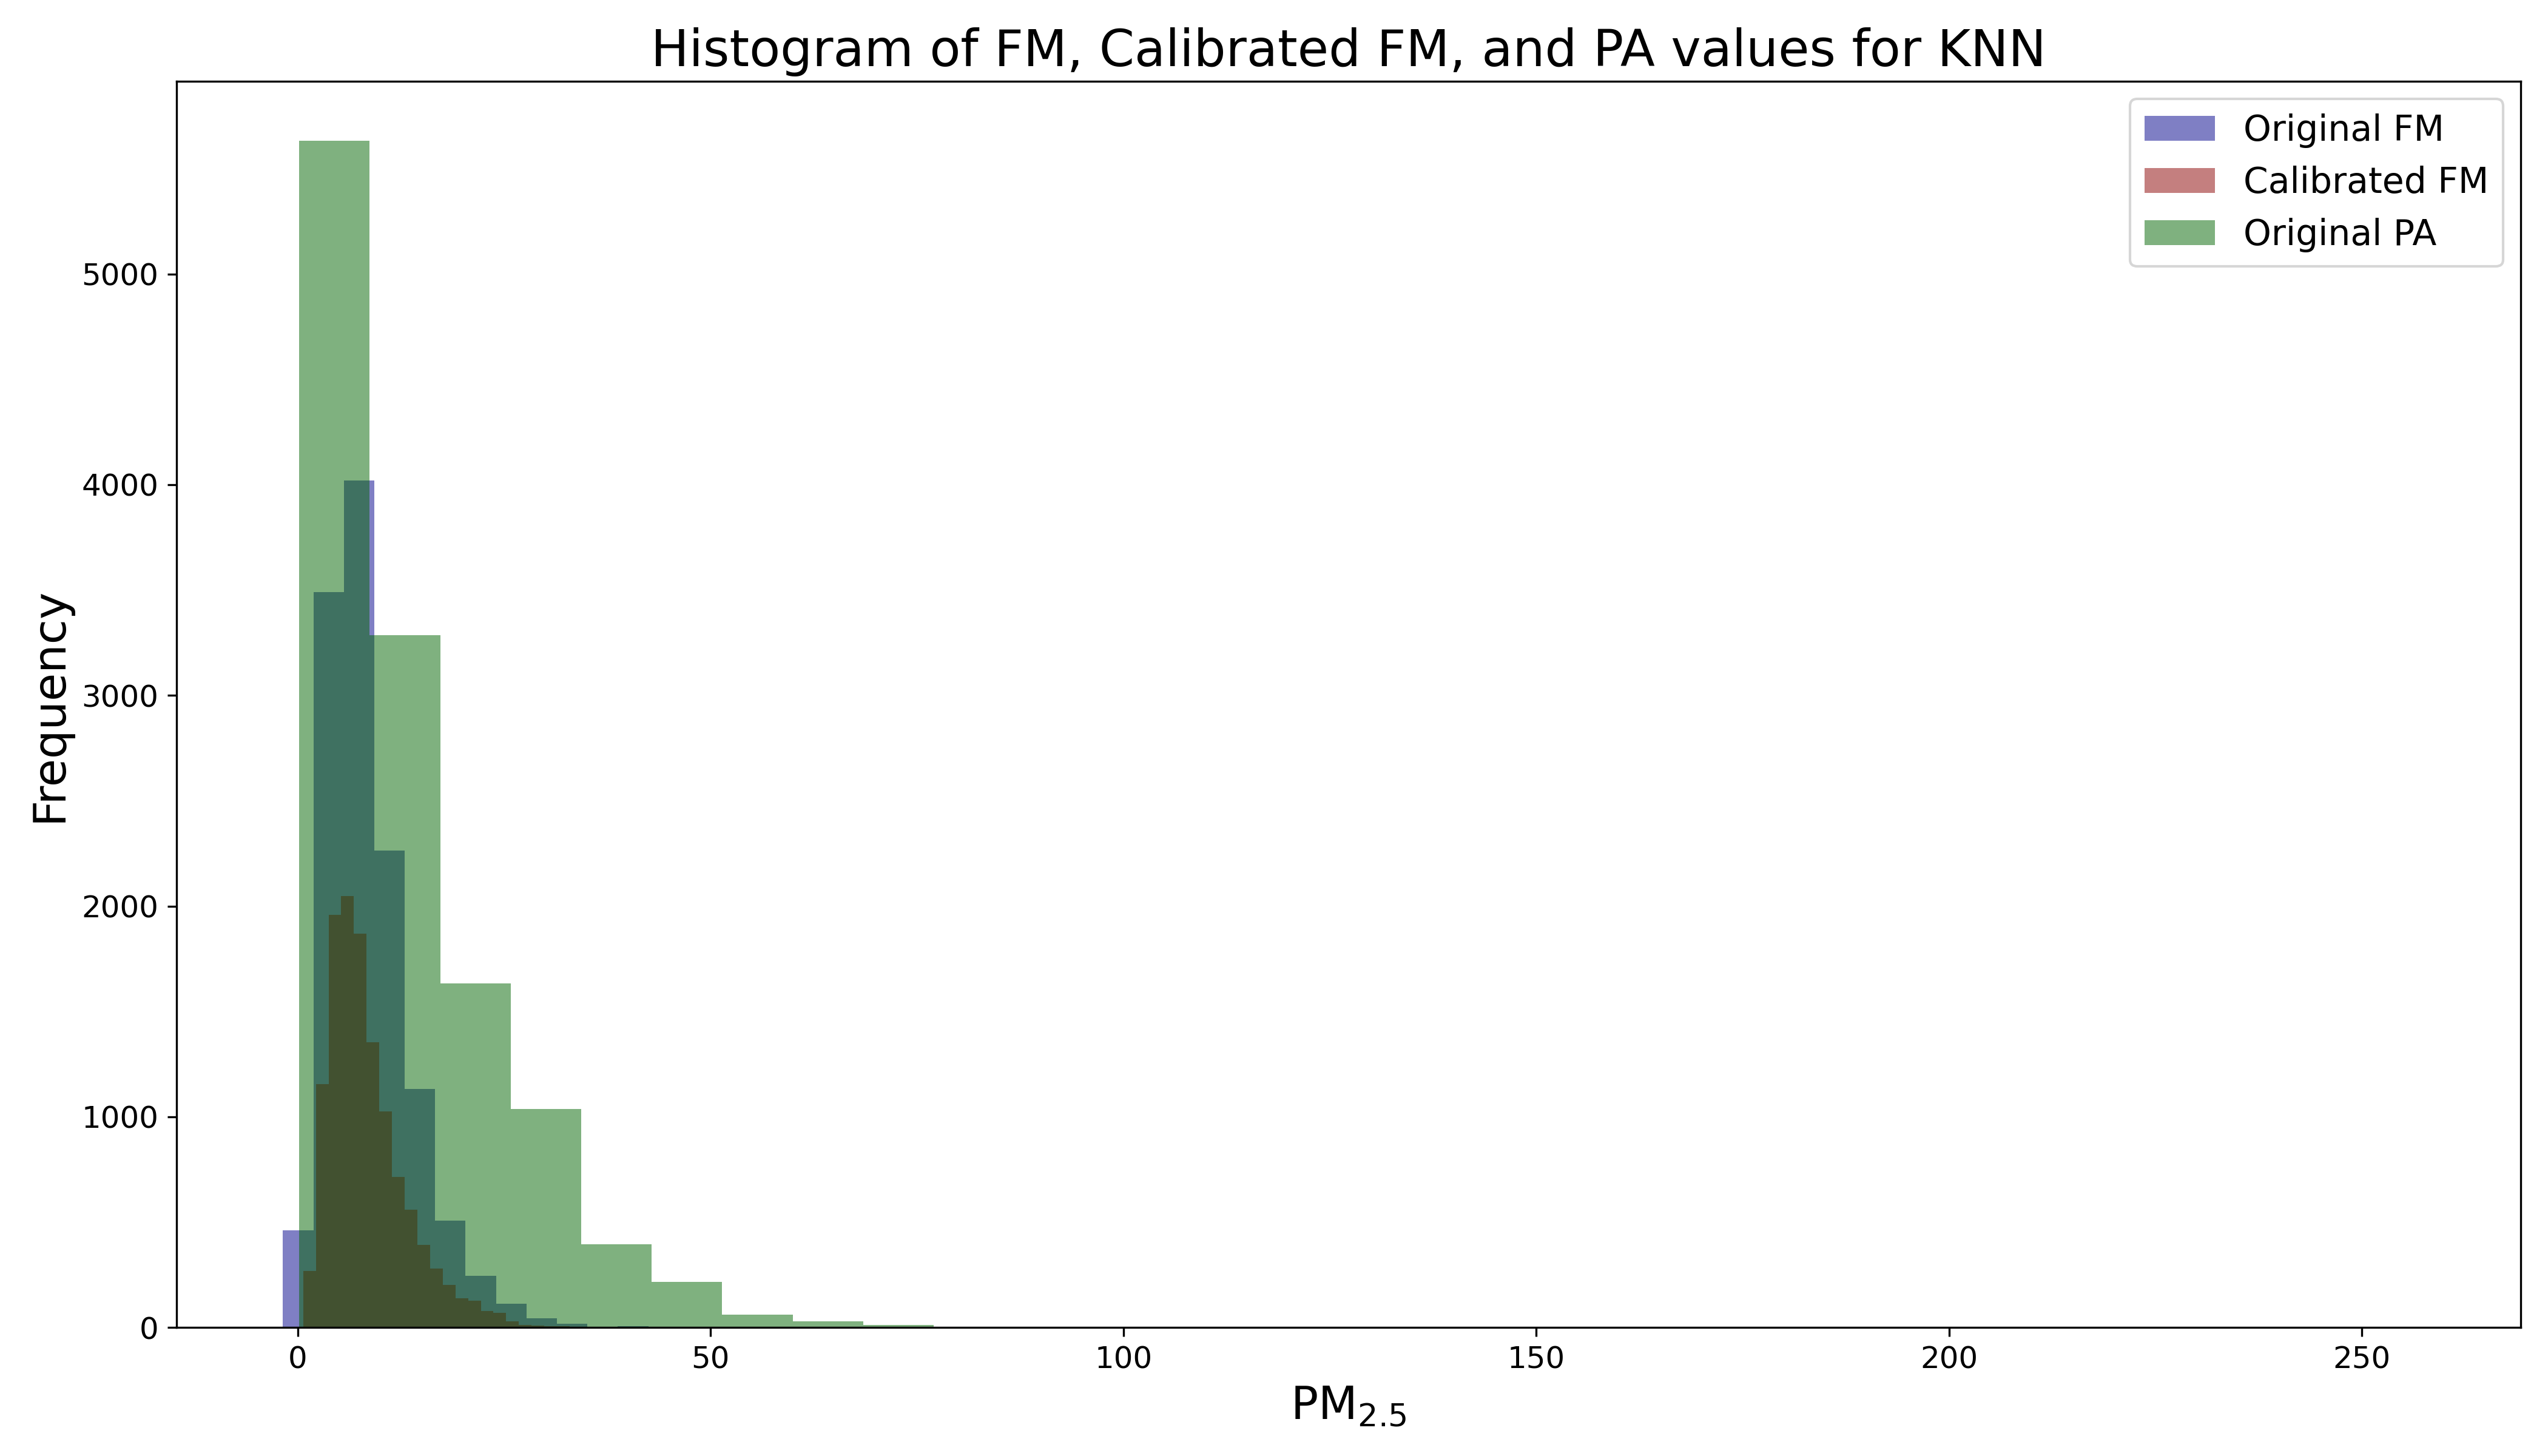 Histogram of FM, Calibrated FM, and PA values for KNN
Original FM
Calibrated FM
Original PA
Frequency
5000
4000
3000
2000
1000
0
0 50 100 150 200 250
PM₂.₅